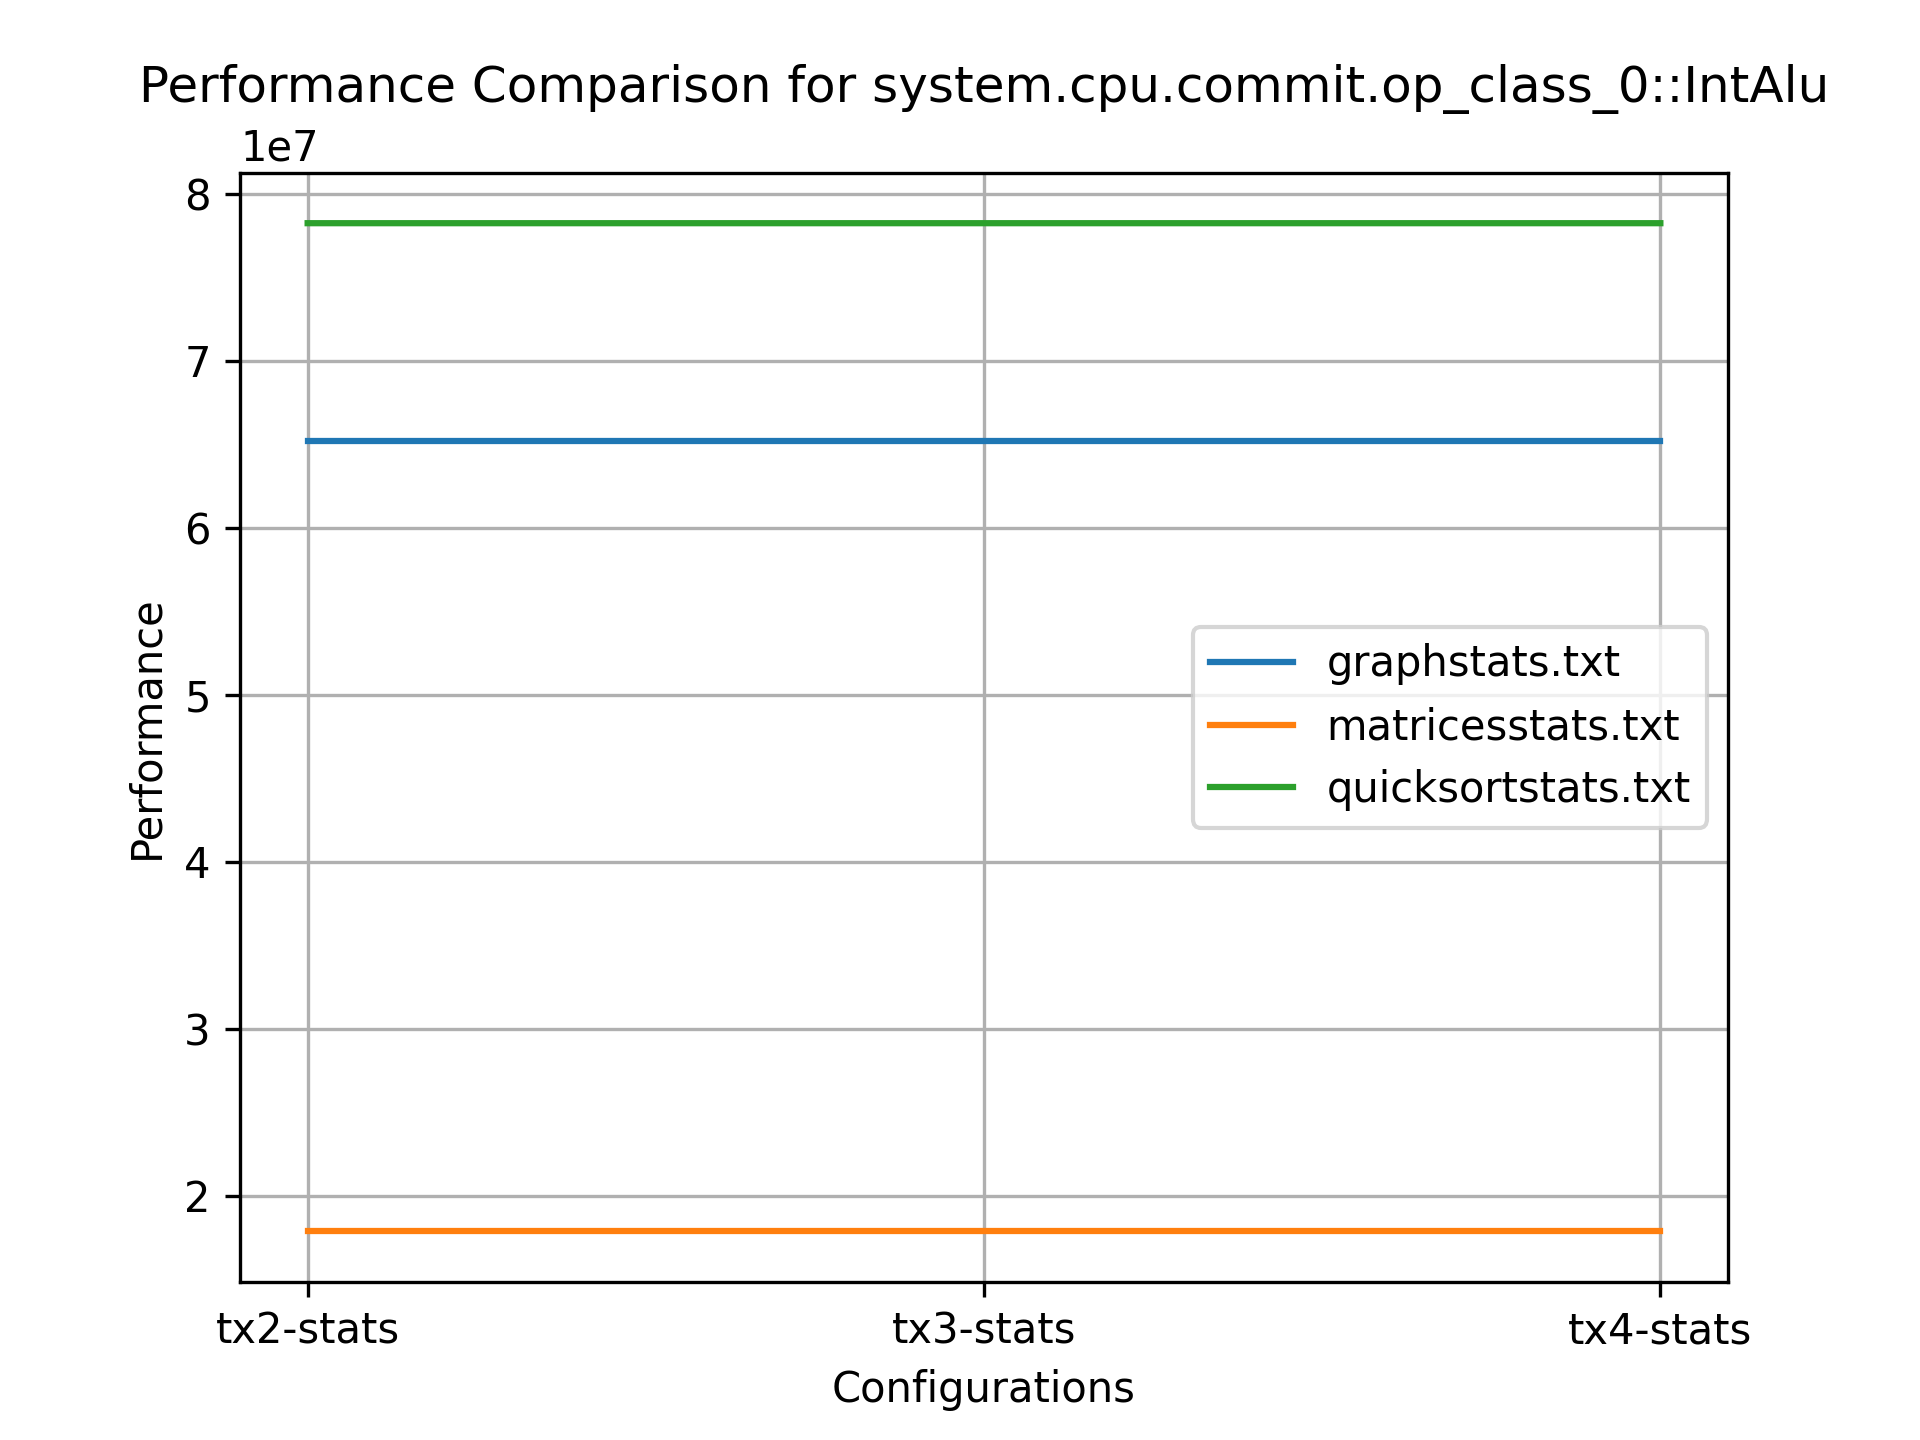 Performance Comparison for system.cpu.commit.op_class_0::IntAlu
1e7
8
7
6
5
4
3
2
Performance
graphstats.txt
matricesstats.txt
quicksortstats.txt
tx2-stats
tx3-stats
tx4-stats
Configurations